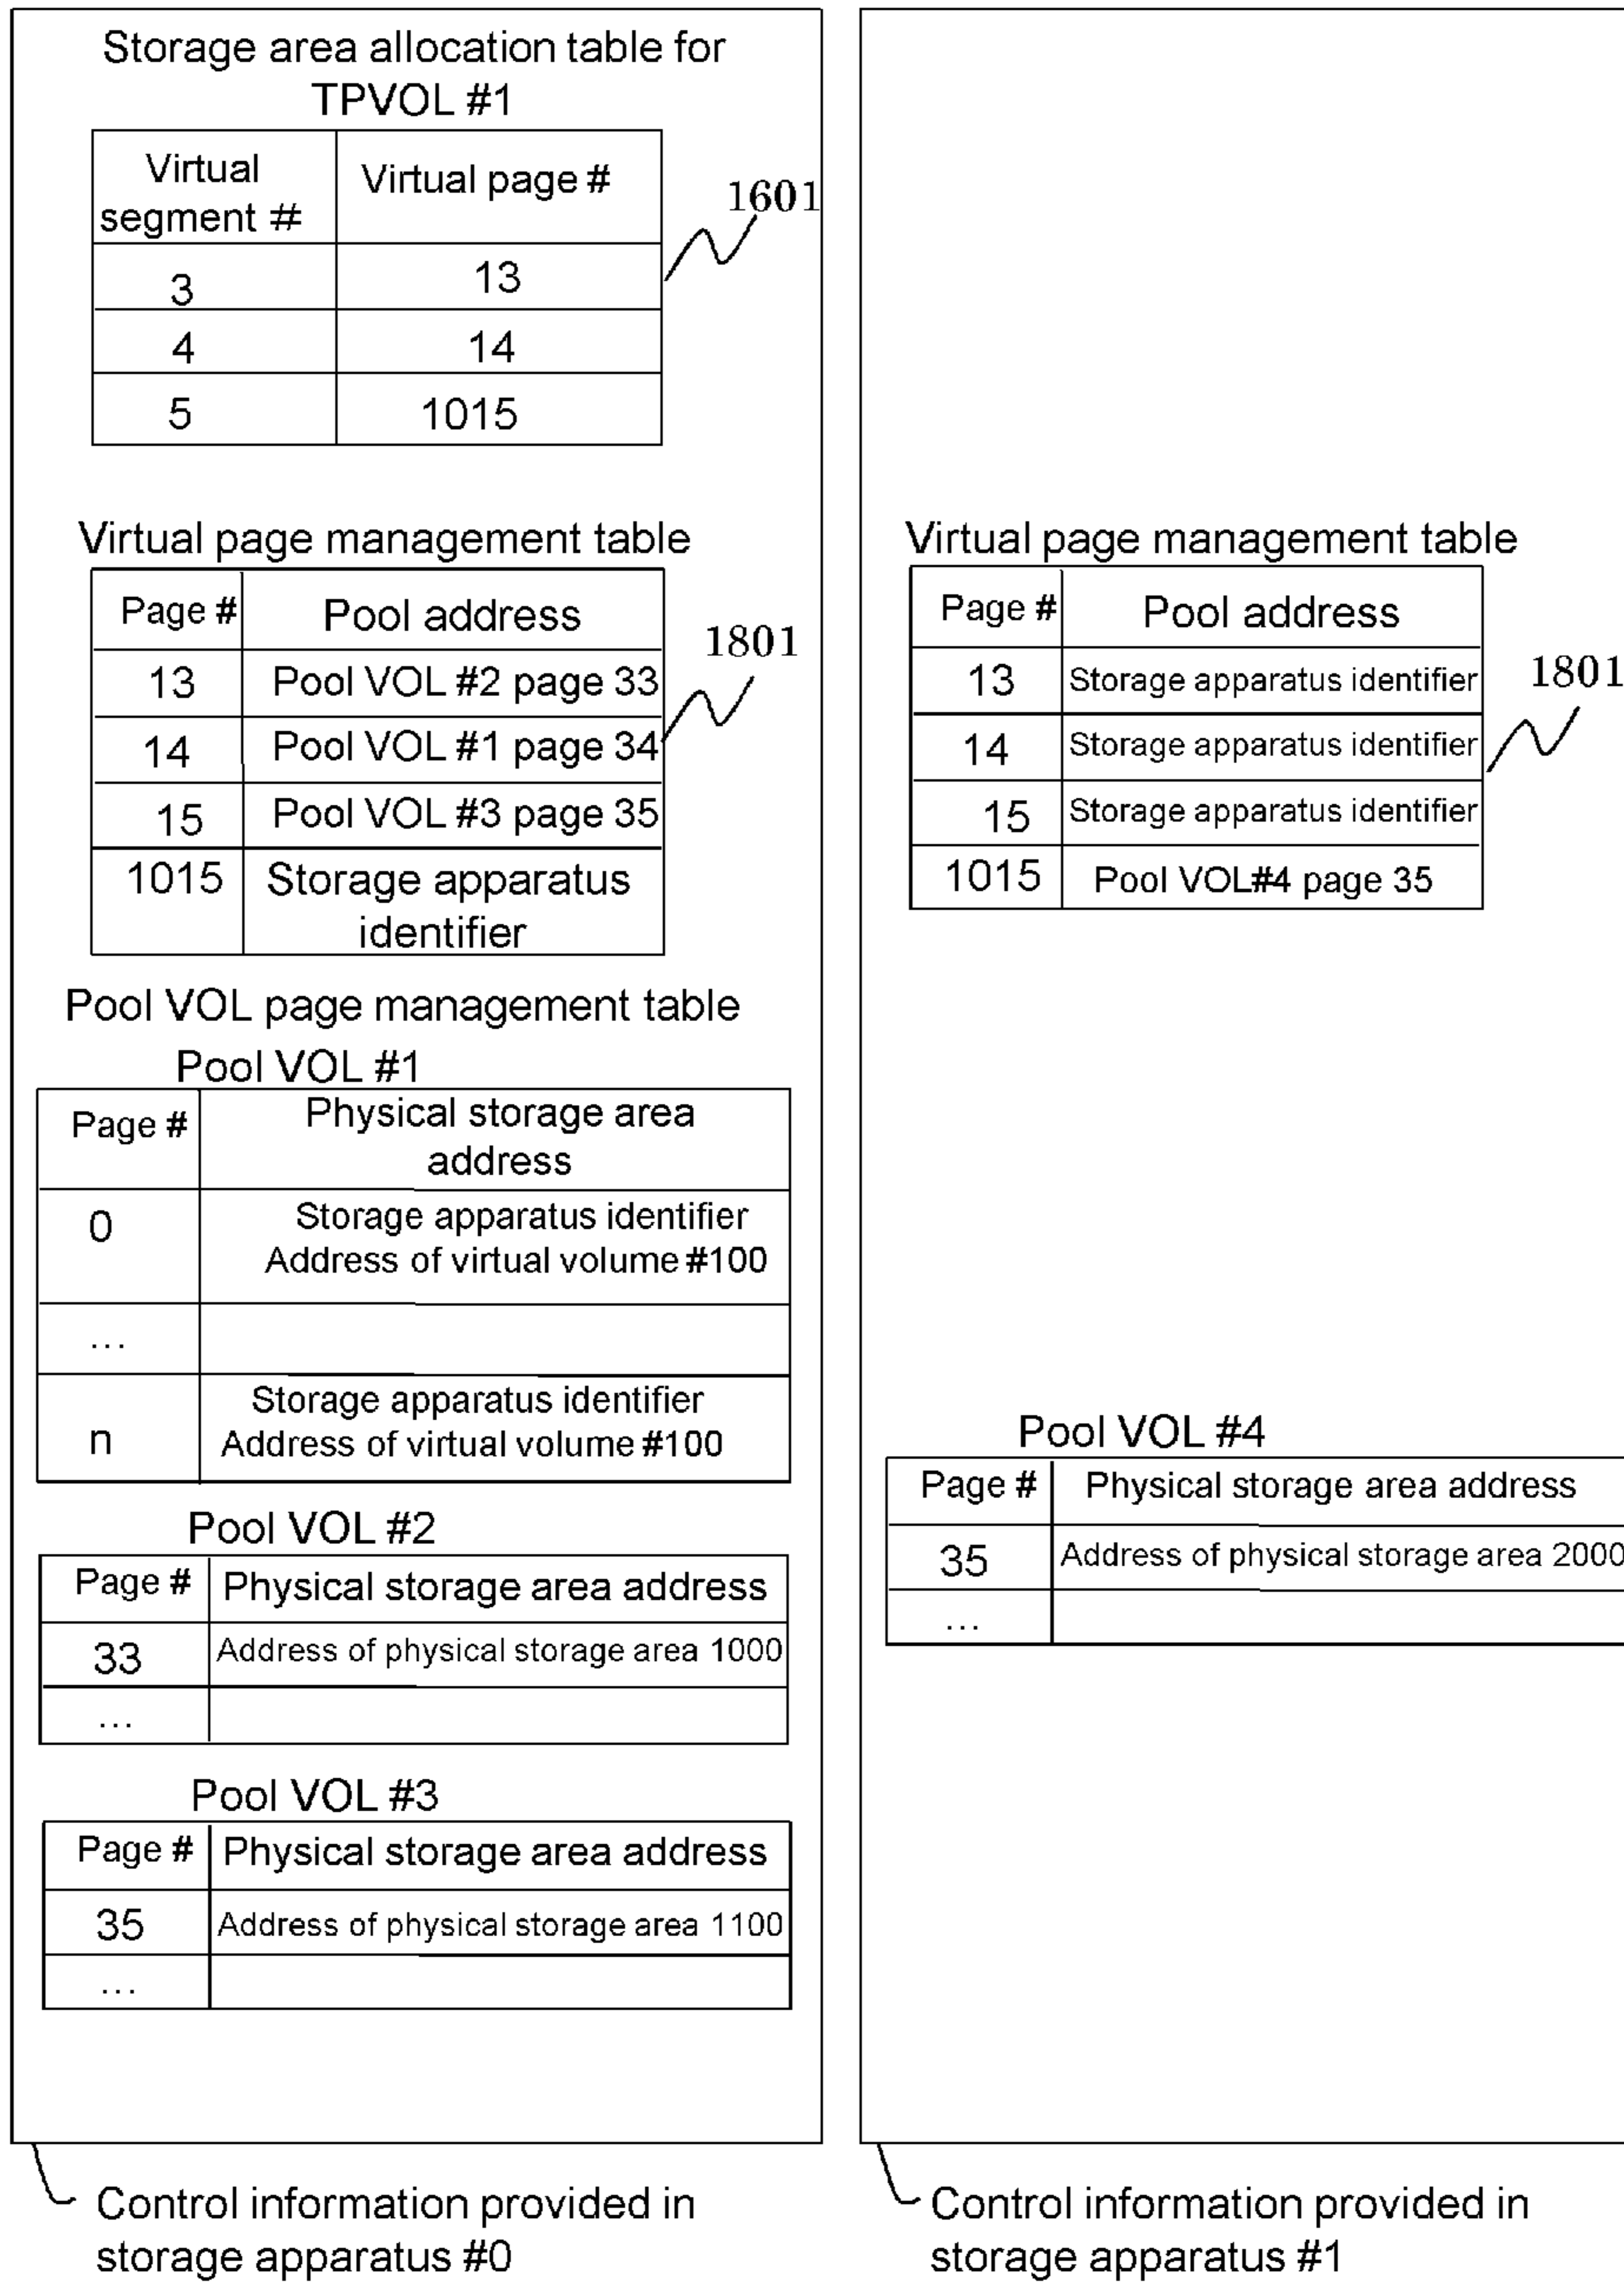 Storage area allocation table for
TPVOL #1
Virtual
segment #
Virtual page #
1601
3
13
4
14
5
1015
Virtual page management table
Page #
Pool address
1801
13
Pool VOL #2 page 33
14
Pool VOL #1 page 34
15
Pool VOL #3 page 35
1015
Storage apparatus
identifier
Pool VOL page management table
Pool VOL #1
Page #
Physical storage area
address
0
Storage apparatus identifier
Address of virtual volume #100
...
n
Storage apparatus identifier
Address of virtual volume #100
Pool VOL #2
Page #
Physical storage area address
33
Address of physical storage area 1000
...
Pool VOL #3
Page #
Physical storage area address
35
Address of physical storage area 1100
...
Control information provided in
storage apparatus #0
Virtual page management table
Page #
Pool address
1801
13
Storage apparatus identifier
14
Storage apparatus identifier
15
Storage apparatus identifier
1015
Pool VOL#4 page 35
Pool VOL #4
Page #
Physical storage area address
35
Address of physical storage area 2000
...
Control information provided in
storage apparatus #1